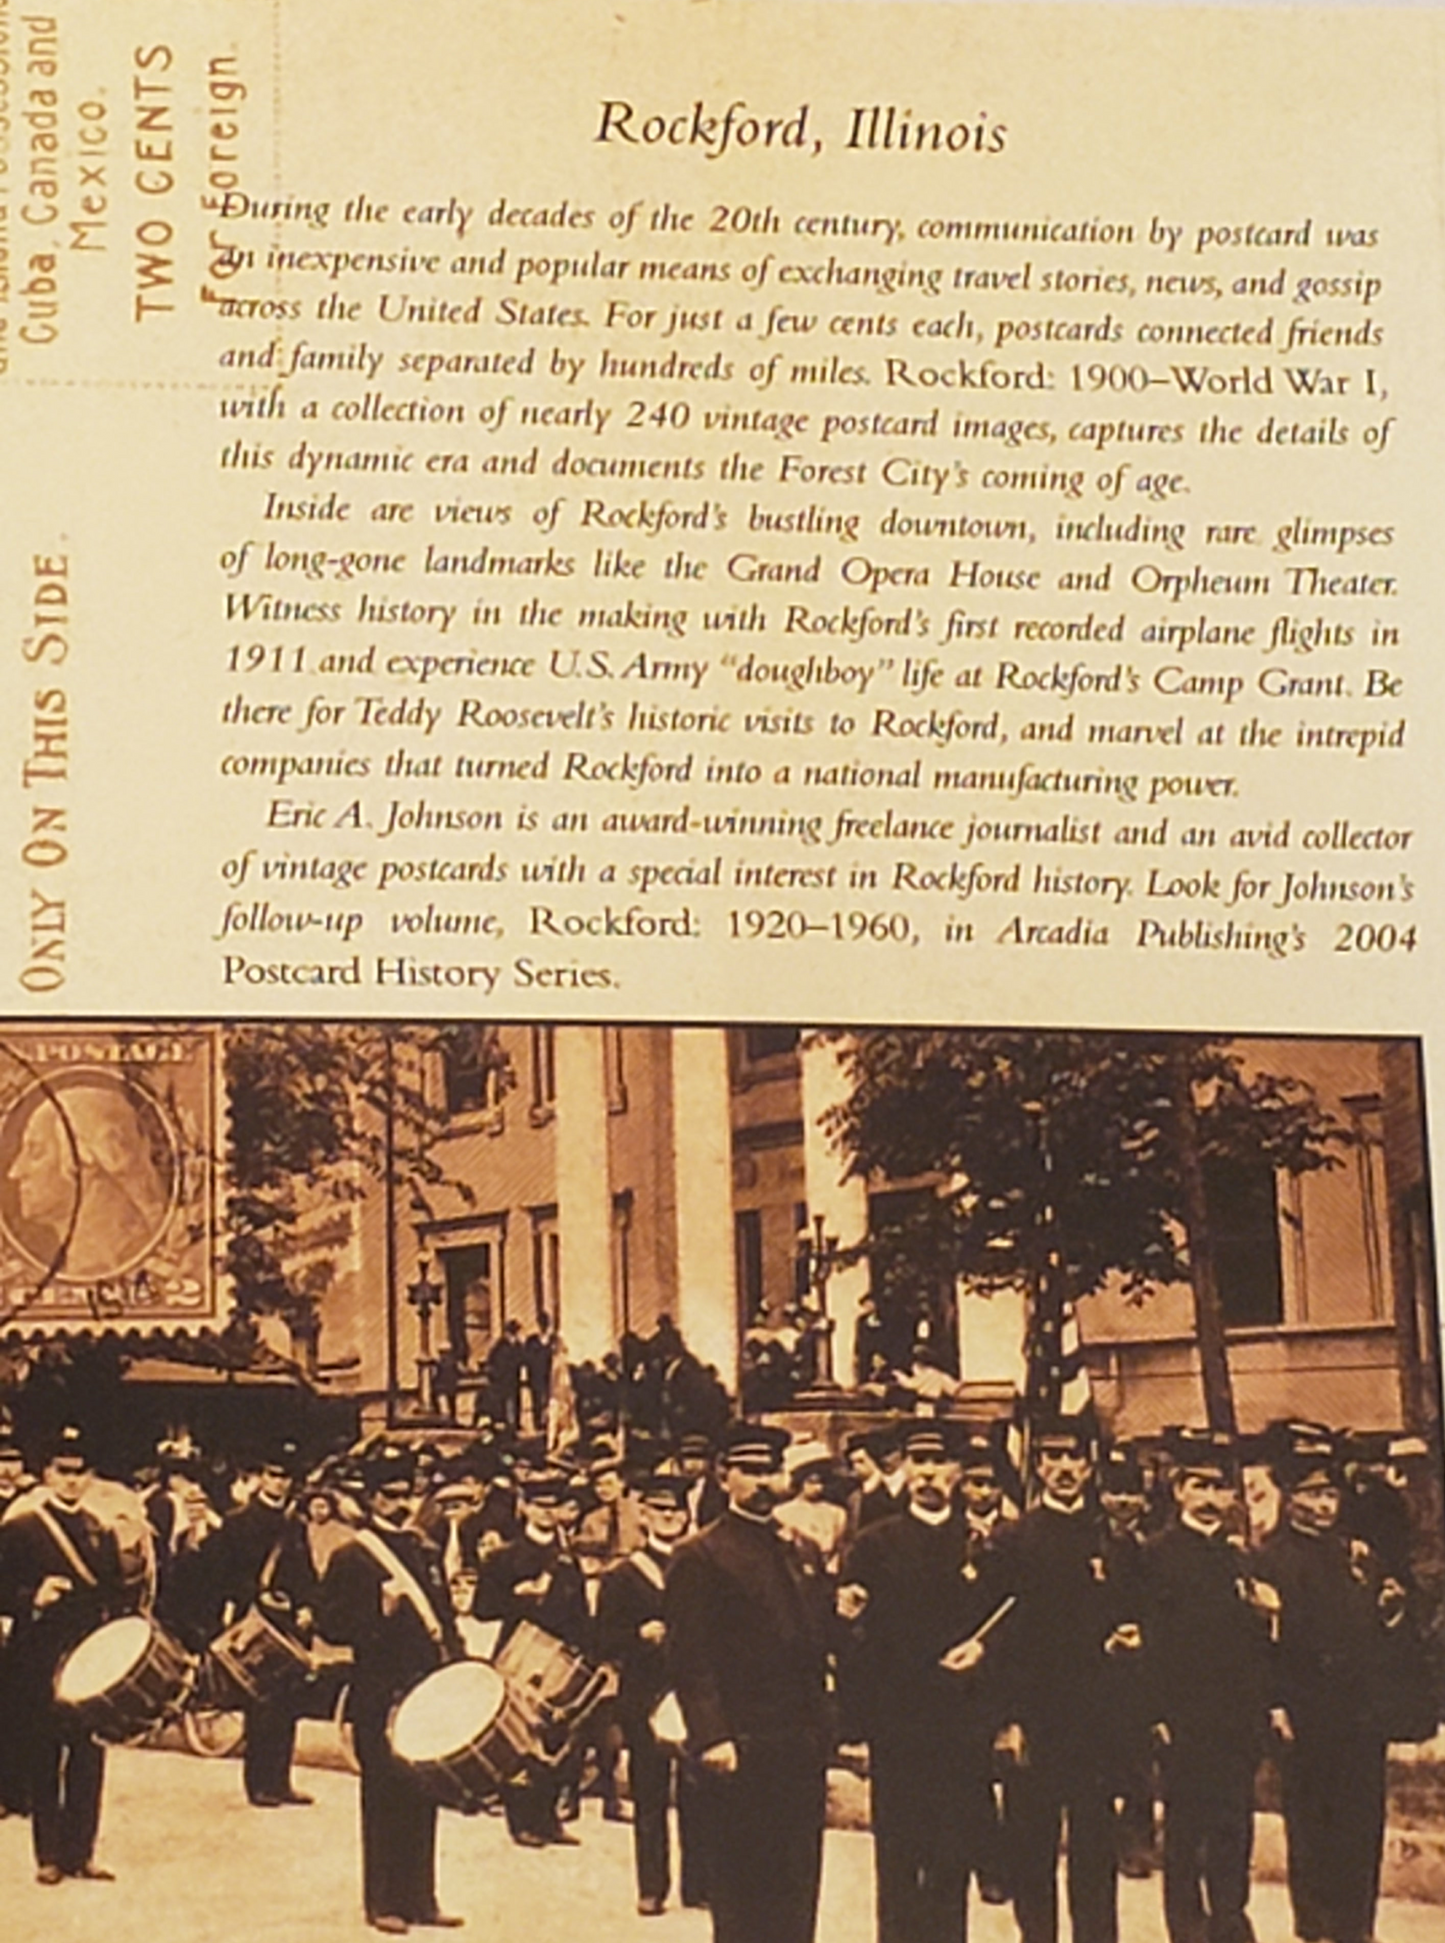 Cuba, Canada and
Mexico.
TWO CENTS
For Foreign.
ONLY ON THIS SIDE.
Rockford, Illinois
During the early decades of the 20th century, communication by postcard was
an inexpensive and popular means of exchanging travel stories, news, and gossip
across the United States. For just a few cents each, postcards connected friends
and family separated by hundreds of miles. Rockford: 1900–World War I,
with a collection of nearly 240 vintage postcard images, captures the details of
this dynamic era and documents the Forest City's coming of age.
Inside are views of Rockford's bustling downtown, including rare glimpses
of long-gone landmarks like the Grand Opera House and Orpheum Theater.
Witness history in the making with Rockford's first recorded airplane flights in
1911 and experience U.S. Army "doughboy" life at Rockford's Camp Grant. Be
there for Teddy Roosevelt's historic visits to Rockford, and marvel at the intrepid
companies that turned Rockford into a national manufacturing power.
Eric A. Johnson is an award-winning freelance journalist and an avid collector
of vintage postcards with a special interest in Rockford history. Look for Johnson's
follow-up volume, Rockford: 1920–1960, in Arcadia Publishing's 2004
Postcard History Series.
POSTAGE
2